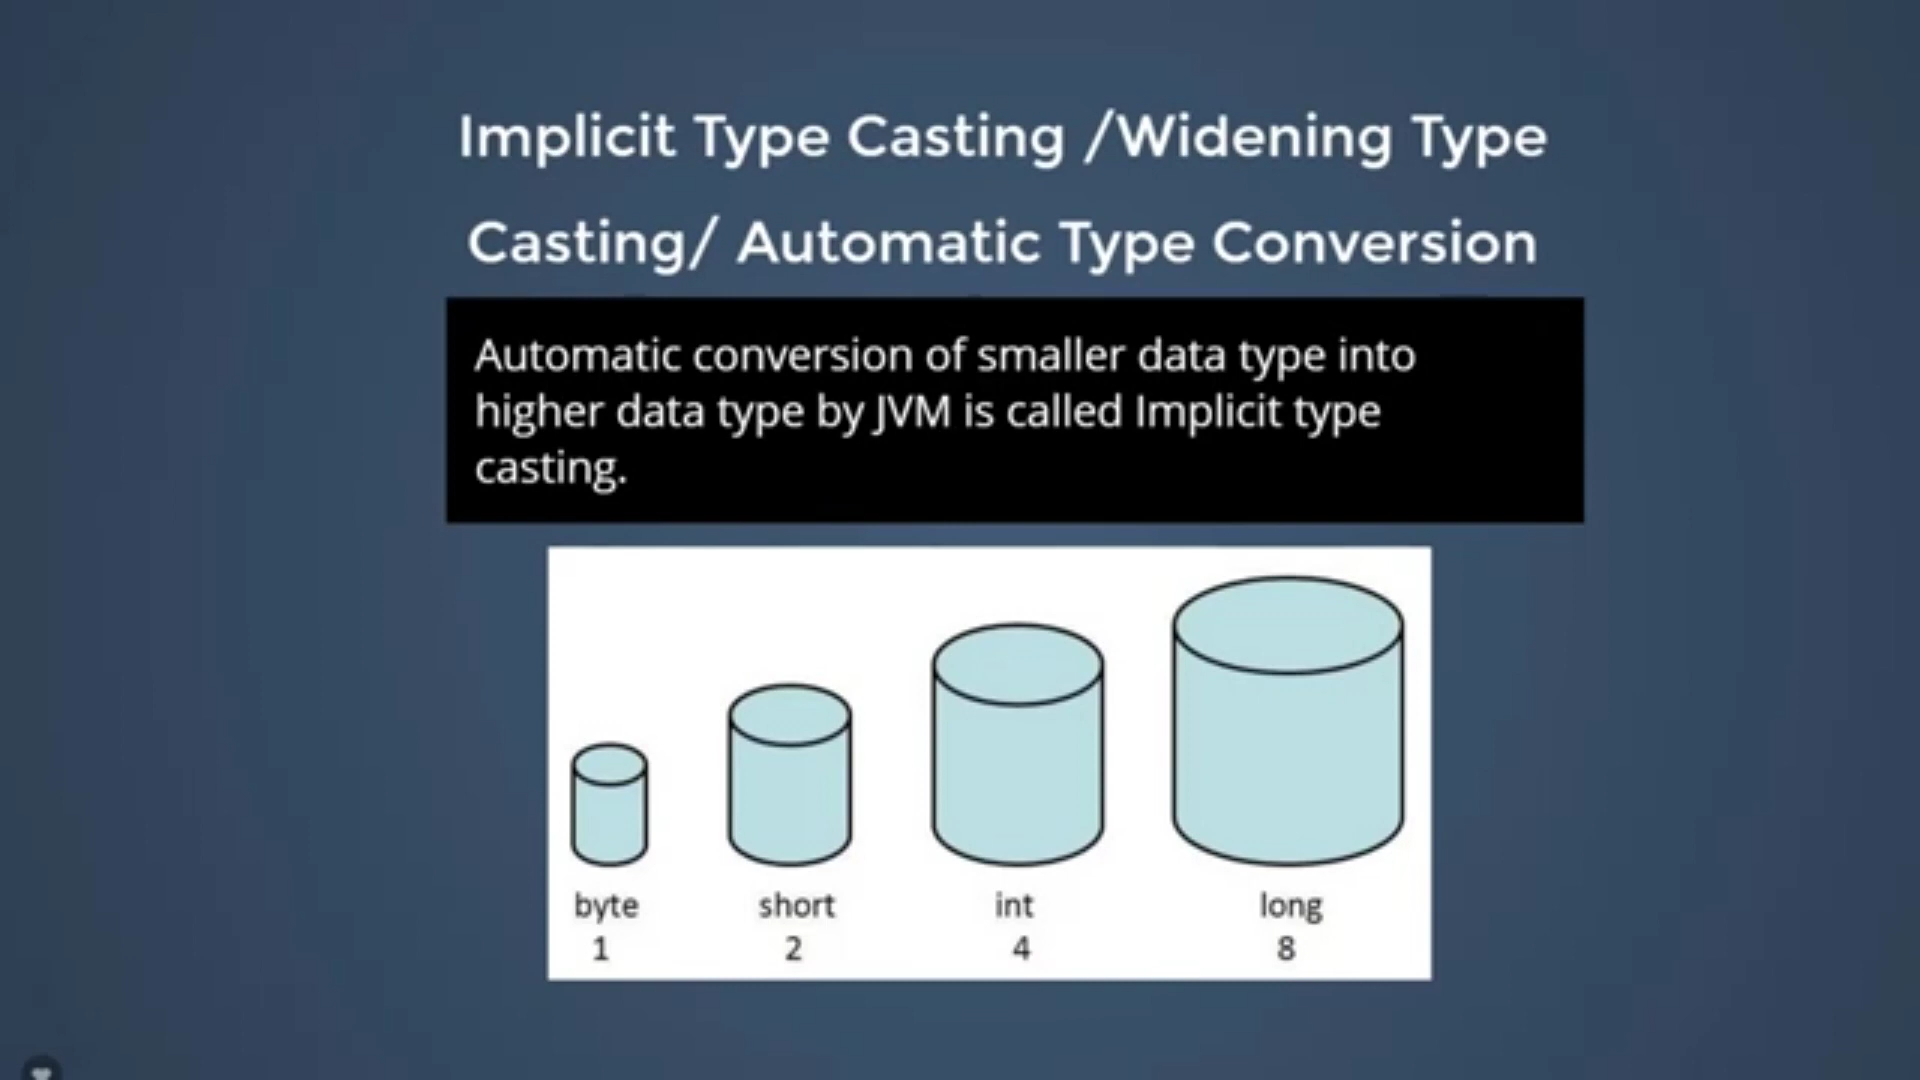 Implicit Type Casting /Widening Type
Casting/ Automatic Type Conversion
Automatic conversion of smaller data type into
higher data type by JVM is called Implicit type
casting.
byte short int long
1 2 4 8